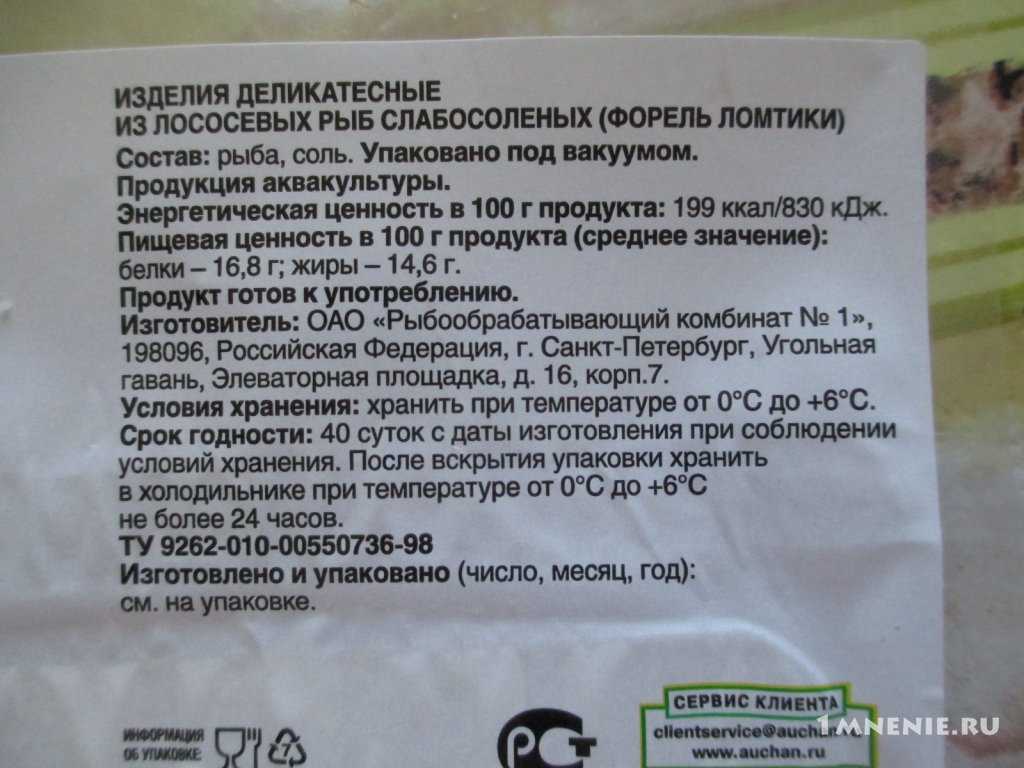 ИЗДЕЛИЯ ДЕЛИКАТЕСНЫЕ
ИЗ ЛОСОСЕВЫХ РЫБ СЛАБОСОЛЕНЫХ (ФОРЕЛЬ ЛОМТИКИ)
Состав: рыба, соль. Упаковано под вакуумом.
Продукция аквакультуры.
Энергетическая ценность в 100 г продукта: 199 ккал/830 кДж.
Пищевая ценность в 100 г продукта (среднее значение):
белки – 16,8 г; жиры – 14,6 г.
Продукт готов к употреблению.
Изготовитель: ОАО «Рыбообрабатывающий комбинат № 1»,
198096, Российская Федерация, г. Санкт-Петербург, Угольная
гавань, Элеваторная площадка, д. 16, корп.7.
Условия хранения: хранить при температуре от 0°С до +6°С.
Срок годности: 40 суток с даты изготовления при соблюдении
условий хранения. После вскрытия упаковки хранить
в холодильнике при температуре от 0°С до +6°С
не более 24 часов.
ТУ 9262-010-00550736-98
Изготовлено и упаковано (число, месяц, год):
см. на упаковке.
ИНФОРМАЦИЯ
ОБ УПАКОВКЕ:
7
РСТ
СЕРВИС КЛИЕНТА
clientservice@auchan.
www.auchan.ru
1MNENIE.RU